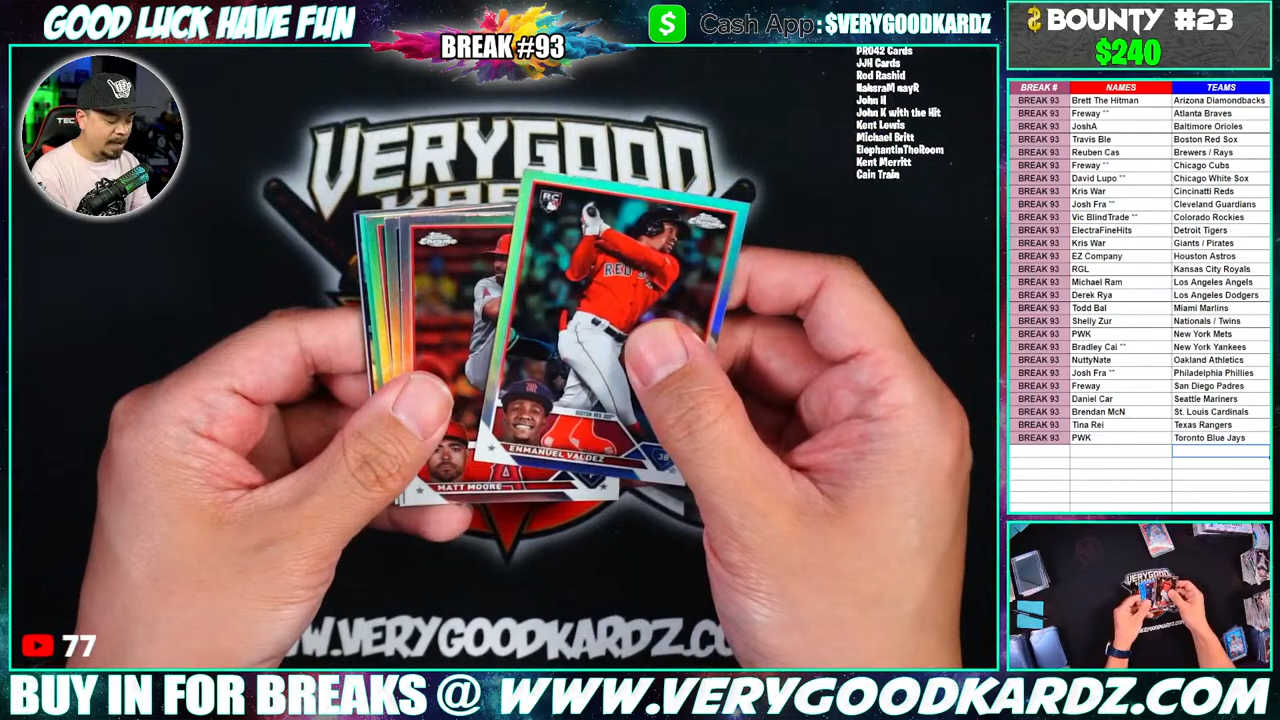 GOOD LUCK HAVE FUN
BREAK #93
$ Cash App : $VERYGOODKARDZ
$ BOUNTY #23
$240
PRO42 Cards
JJH Cards
Rod Rashid
John H
John K with the Hit
Kent Lewis
Michael Britt
ElephantInTheRoom
Kent Merritt
Cain Train
BREAK # NAMES TEAMS
BREAK 93 Brett The Hitman Arizona Diamondbacks
BREAK 93 Freway ** Atlanta Braves
BREAK 93 JoshA Baltimore Orioles
BREAK 93 Travis Ble Boston Red Sox
BREAK 93 Reuben Cas Brewers / Rays
BREAK 93 Freway ** Chicago Cubs
BREAK 93 David Lupo ** Chicago White Sox
BREAK 93 Kris War Cincinatti Reds
BREAK 93 Josh Fra ** Cleveland Guardians
BREAK 93 Vic BlindTrade ** Colorado Rockies
BREAK 93 ElectraFineHits Detroit Tigers
BREAK 93 Kris War Giants / Pirates
BREAK 93 EZ Company Houston Astros
BREAK 93 RGL Kansas City Royals
BREAK 93 Michael Ram Los Angeles Angels
BREAK 93 Derek Rya Los Angeles Dodgers
BREAK 93 Todd Bal Miami Marlins
BREAK 93 Shelly Zur Nationals / Twins
BREAK 93 PWK New York Mets
BREAK 93 Bradley Cal ** New York Yankees
BREAK 93 NuttyNate Oakland Athletics
BREAK 93 Josh Fra ** Philadelphia Phillies
BREAK 93 Freway San Diego Padres
BREAK 93 Daniel Car Seattle Mariners
BREAK 93 Brendan McN St. Louis Cardinals
BREAK 93 Tina Rei Texas Rangers
BREAK 93 PWK Toronto Blue Jays
TEC
VERYGOOD
RC
Chrome
Chrome
RED
BOSTON RED SOX
ENMANUEL VALDEZ
MATT MOORE
W.VERYGOODKARDZ.CO
77
BUY IN FOR BREAKS @ WWW.VERYGOODKARDZ.COM